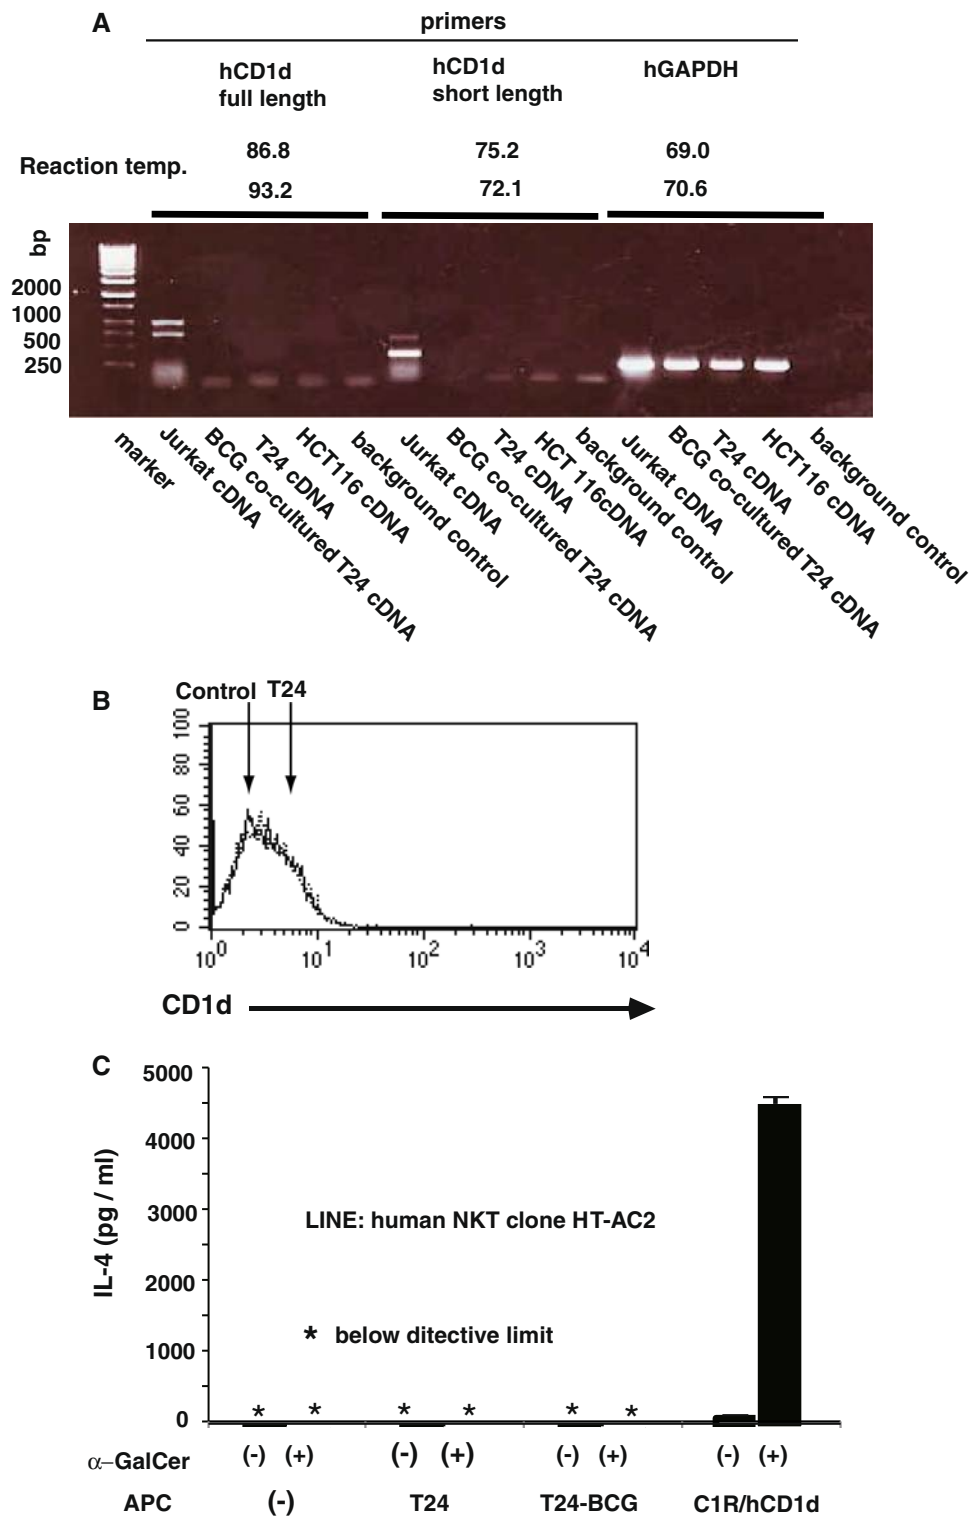 A
primers
hCD1d
full length
hCD1d
short length
hGAPDH
Reaction temp.
86.8
75.2
69.0
93.2
72.1
70.6
bp
2000
1000
500
250
marker
Jurkat cDNA
BCG co-cultured T24 cDNA
T24 cDNA
HCT116 cDNA
background control
Jurkat cDNA
BCG co-cultured T24 cDNA
T24 cDNA
HCT 116cDNA
background control
Jurkat cDNA
BCG co-cultured T24 cDNA
T24 cDNA
HCT116 cDNA
background control
B
Control T24
100
80
60
40
20
0
10^0 10^1 10^2 10^3 10^4
CD1d
C
5000
4000
3000
2000
1000
0
IL-4 (pg / ml)
LINE: human NKT clone HT-AC2
* below ditective limit
* * * * * *
α−GalCer (-) (+) (-) (+) (-) (+) (-) (+)
APC (-) T24 T24-BCG C1R/hCD1d